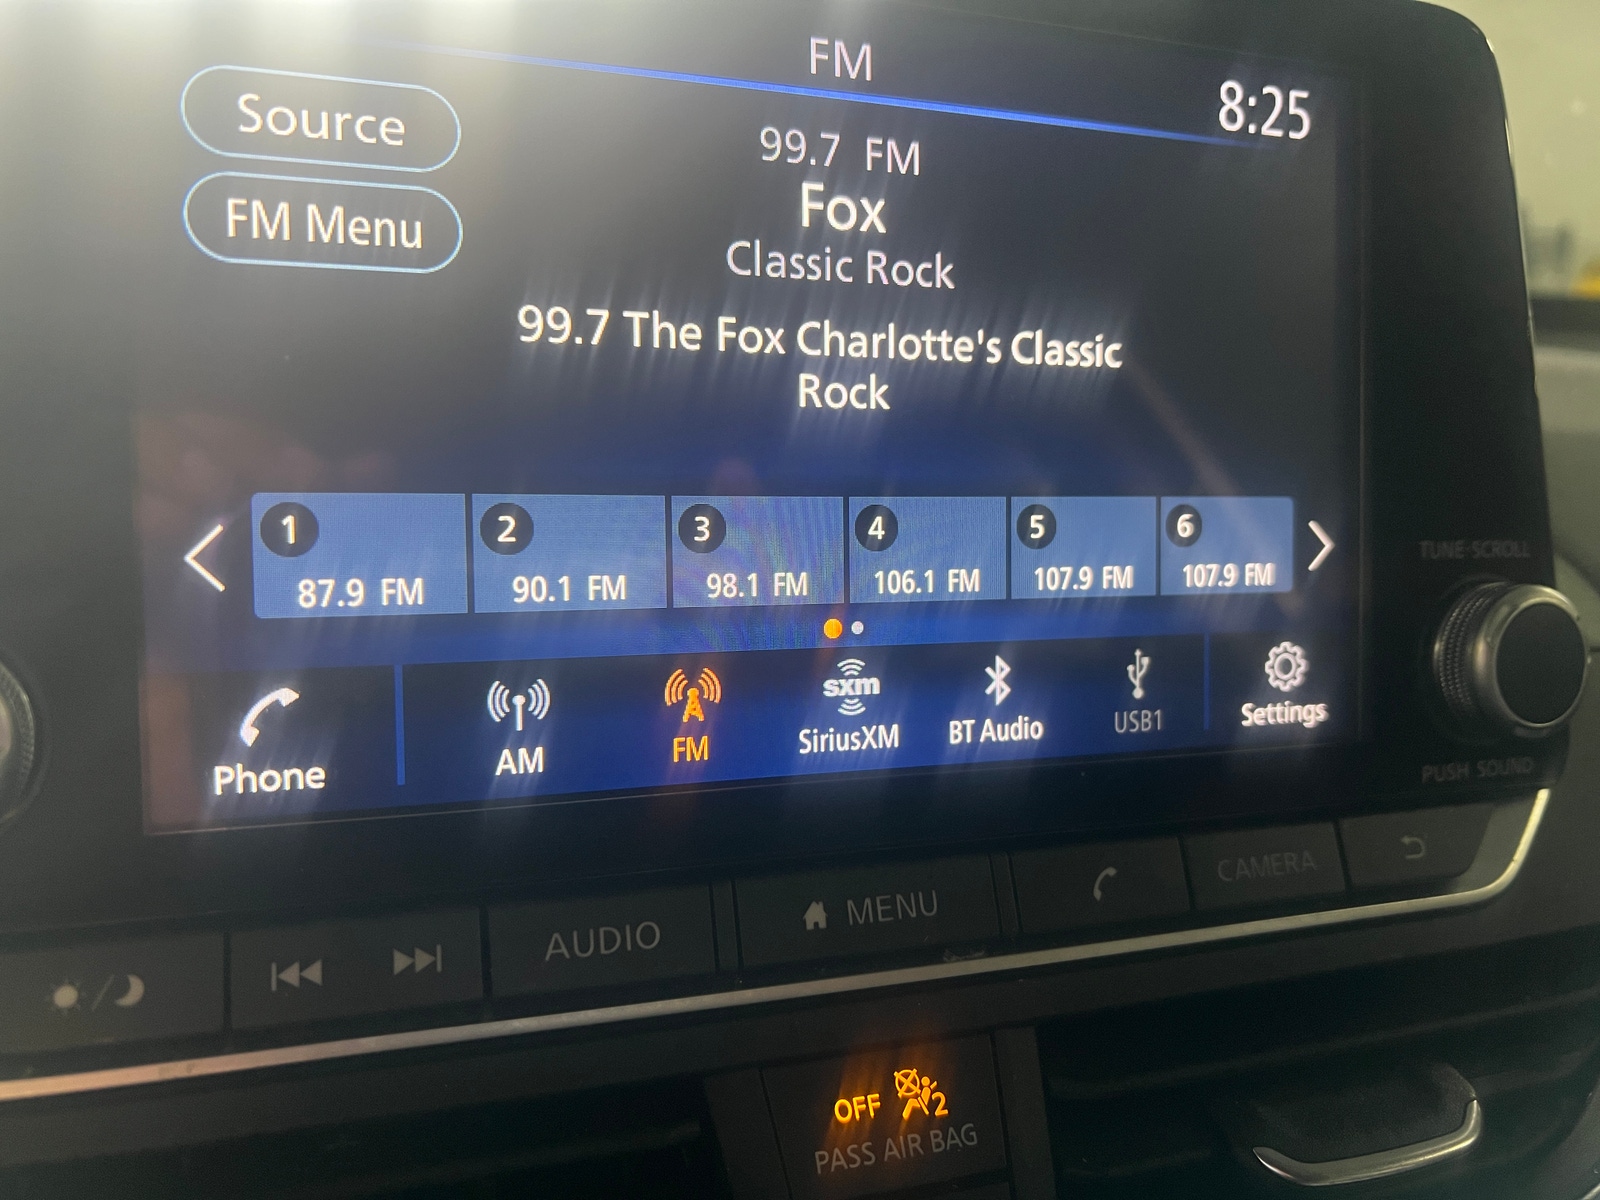 FM
8:25
Source
FM Menu
99.7 FM
Fox
Classic Rock
99.7 The Fox Charlotte's Classic
Rock
1 2 3 4 5 6
87.9 FM 90.1 FM 98.1 FM 106.1 FM 107.9 FM 107.9 FM
sxm
Phone AM FM SiriusXM BT Audio USB1 Settings
TUNE·SCROLL
PUSH SOUND
AUDIO MENU CAMERA
OFF 2
PASS AIR BAG